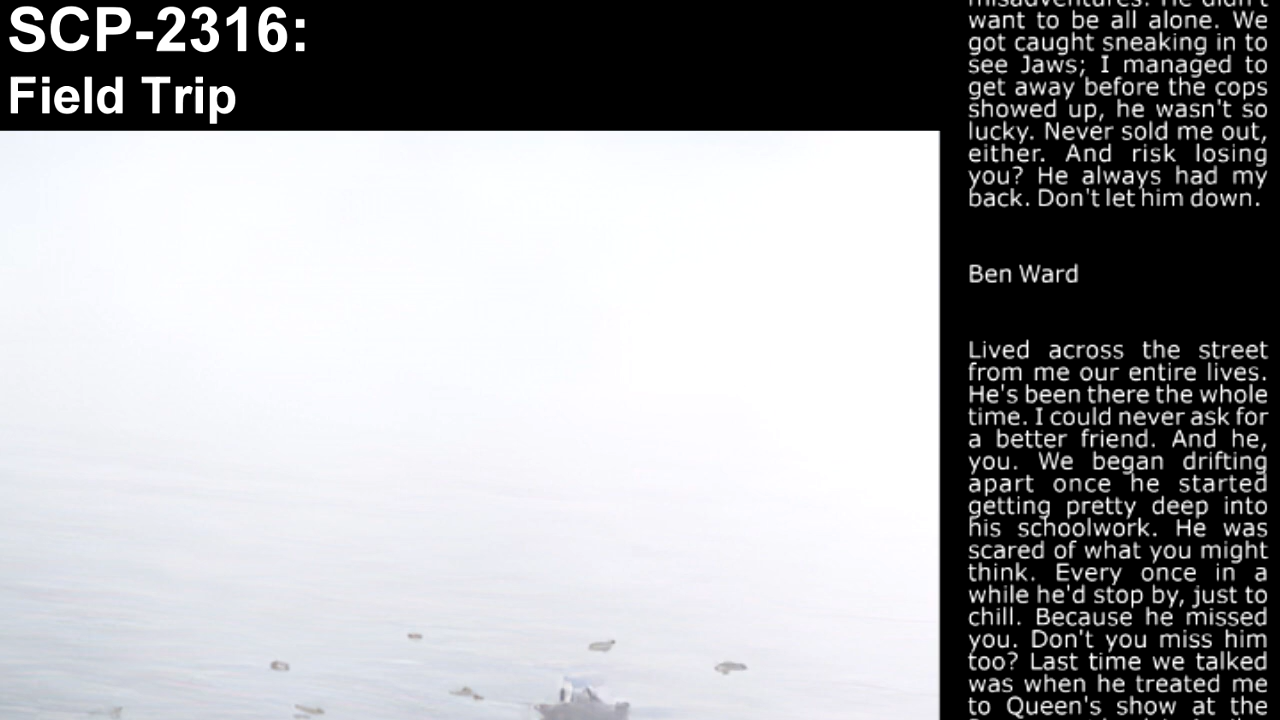 SCP-2316:
Field Trip
misadventures. He didn't
want to be all alone. We
got caught sneaking in to
see Jaws; I managed to
get away before the cops
showed up, he wasn't so
lucky. Never sold me out,
either. And risk losing
you? He always had my
back. Don't let him down.
Ben Ward
Lived across the street
from me our entire lives.
He's been there the whole
time. I could never ask for
a better friend. And he,
you. We began drifting
apart once he started
getting pretty deep into
his schoolwork. He was
scared of what you might
think. Every once in a
while he'd stop by, just to
chill. Because he missed
you. Don't you miss him
too? Last time we talked
was when he treated me
to Queen's show at the